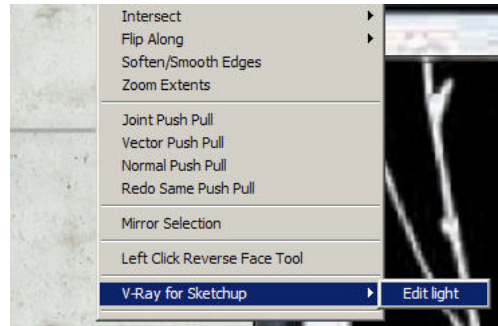 Intersect
Flip Along
Soften/Smooth Edges
Zoom Extents
Joint Push Pull
Vector Push Pull
Normal Push Pull
Redo Same Push Pull
Mirror Selection
Left Click Reverse Face Tool
V-Ray for Sketchup
Edit light